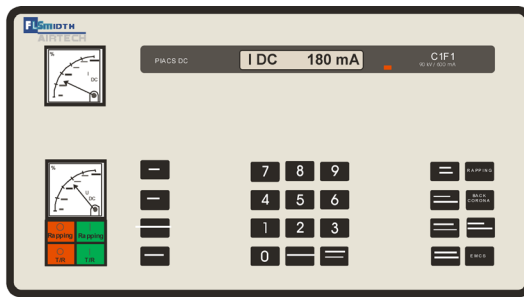 FLSMIDTH
AIRTECH
%
I
DC
PIACS DC
I DC 180 mA
C1F1
%
U
DC
7 8 9
4 5 6
1 2 3
0
RAPPING
BACK
CORONA
EMCS
Rapping Rapping
T/R T/R